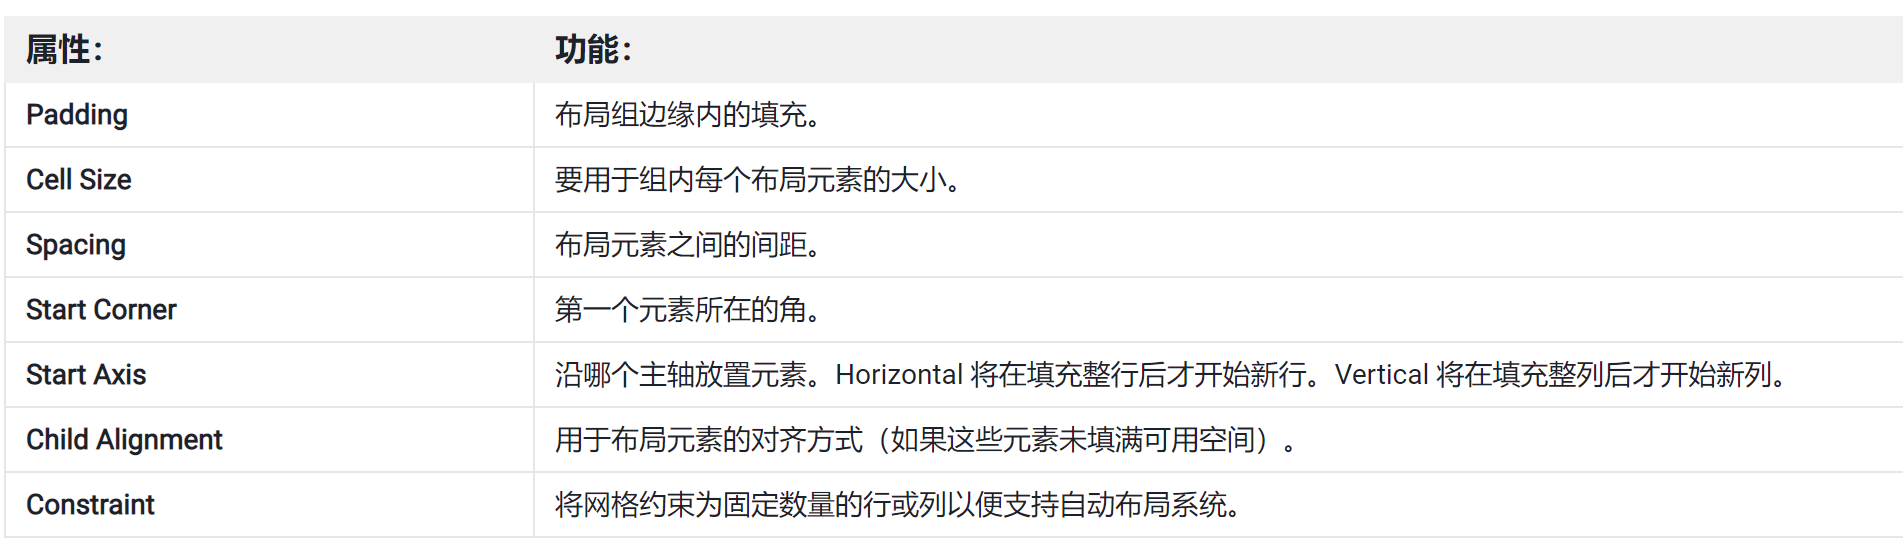 属性： 功能：
Padding 布局组边缘内的填充。
Cell Size 要用于组内每个布局元素的大小。
Spacing 布局元素之间的间距。
Start Corner 第一个元素所在的角。
Start Axis 沿哪个主轴放置元素。Horizontal 将在填充整行后才开始新行。Vertical 将在填充整列后才开始新列。
Child Alignment 用于布局元素的对齐方式（如果这些元素未填满可用空间）。
Constraint 将网格约束为固定数量的行或列以便支持自动布局系统。